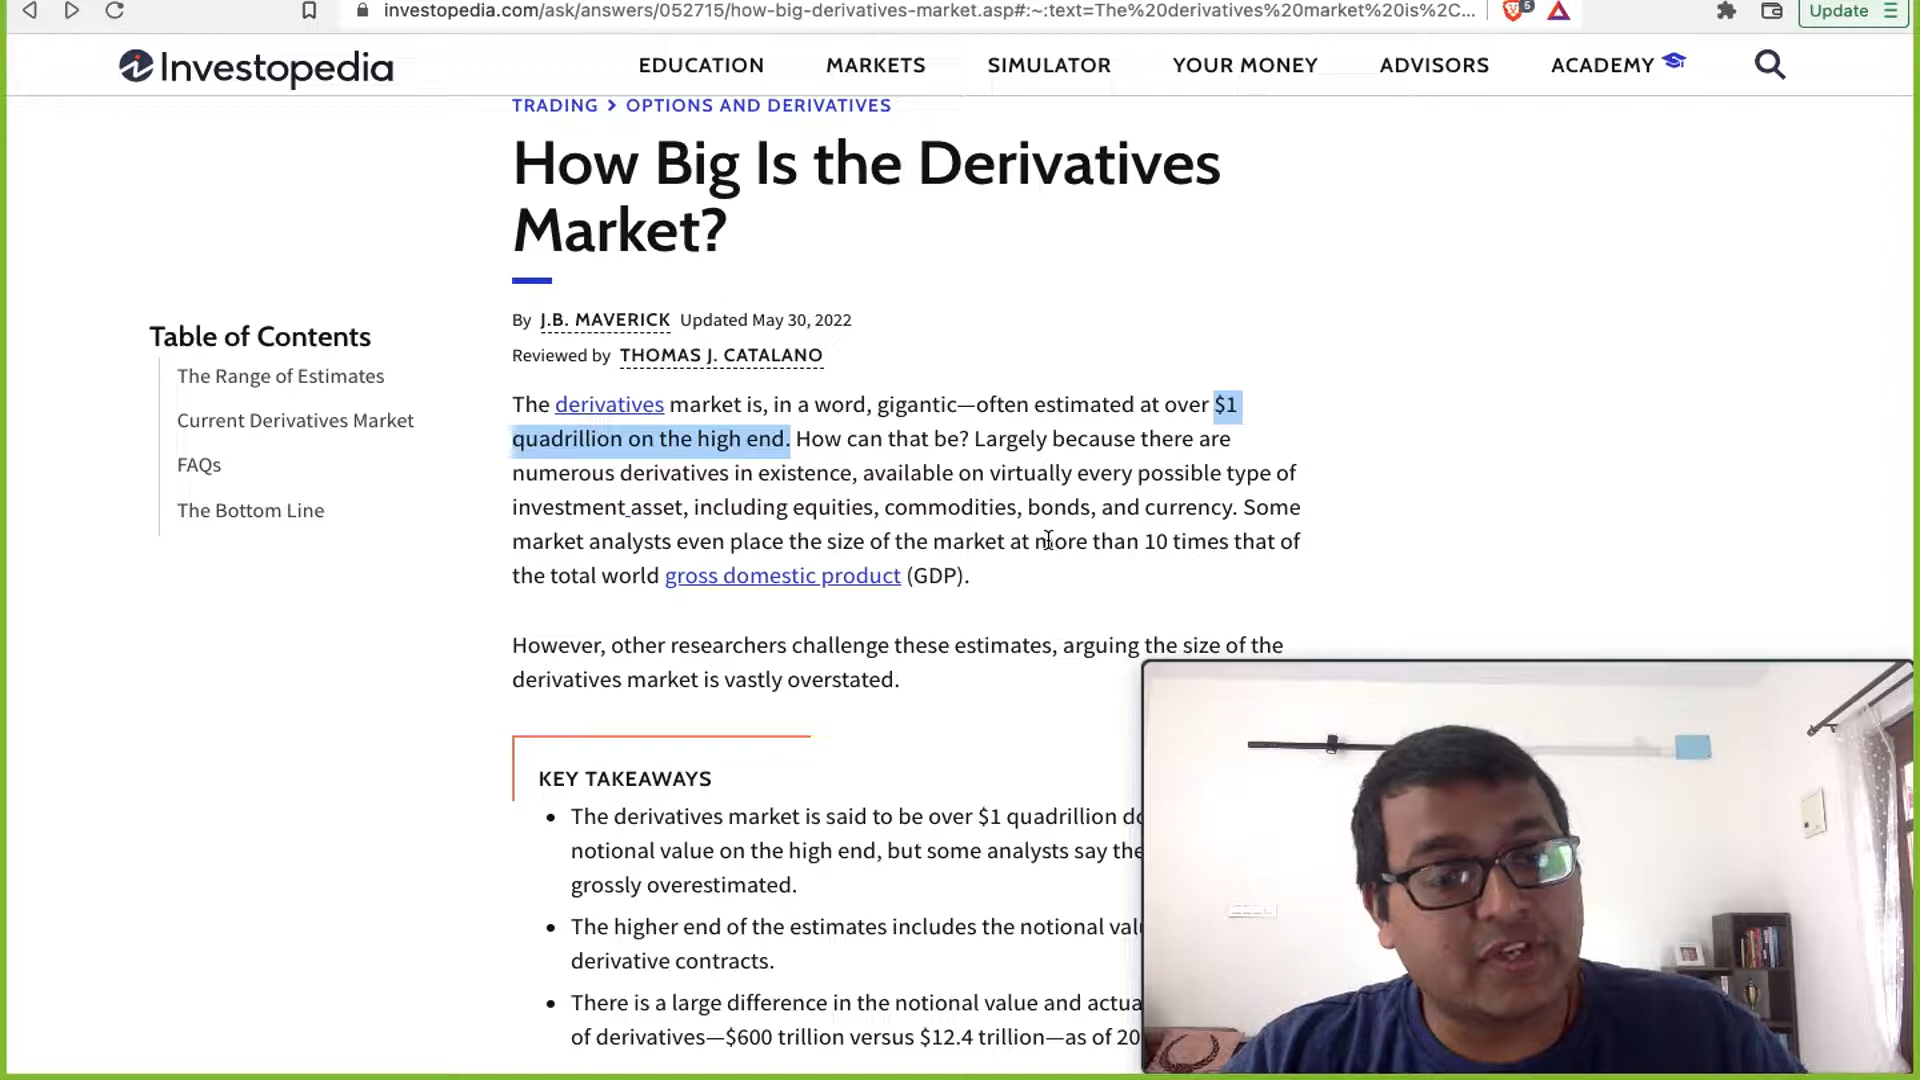 investopedia.com/ask/answers/052715/how-big-derivatives-market.asp#:~:text=The%20derivatives%20market%20is%2C...
5
Update
Investopedia
EDUCATION
MARKETS
SIMULATOR
YOUR MONEY
ADVISORS
ACADEMY
TRADING > OPTIONS AND DERIVATIVES
How Big Is the Derivatives
Market?
By J.B. MAVERICK Updated May 30, 2022
Reviewed by THOMAS J. CATALANO
Table of Contents
The Range of Estimates
Current Derivatives Market
FAQs
The Bottom Line
The derivatives market is, in a word, gigantic—often estimated at over $1
quadrillion on the high end. How can that be? Largely because there are
numerous derivatives in existence, available on virtually every possible type of
investment asset, including equities, commodities, bonds, and currency. Some
market analysts even place the size of the market at more than 10 times that of
the total world gross domestic product (GDP).
However, other researchers challenge these estimates, arguing the size of the
derivatives market is vastly overstated.
KEY TAKEAWAYS
• The derivatives market is said to be over $1 quadrillion
notional value on the high end, but some analysts say
grossly overestimated.
• The higher end of the estimates includes the notional
derivative contracts.
• There is a large difference in the notional value and
of derivatives—$600 trillion versus $12.4 trillion—as of